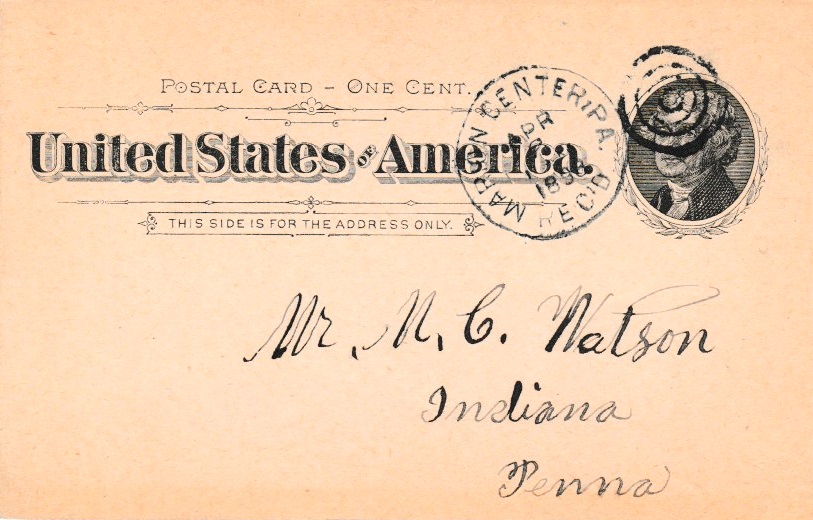 POSTAL CARD - ONE CENT.
United States OF America.
THIS SIDE IS FOR THE ADDRESS ONLY.
MARION CENTER, PA.
APR
REC'D
Mr. M. C. Watson
Indiana
Penna